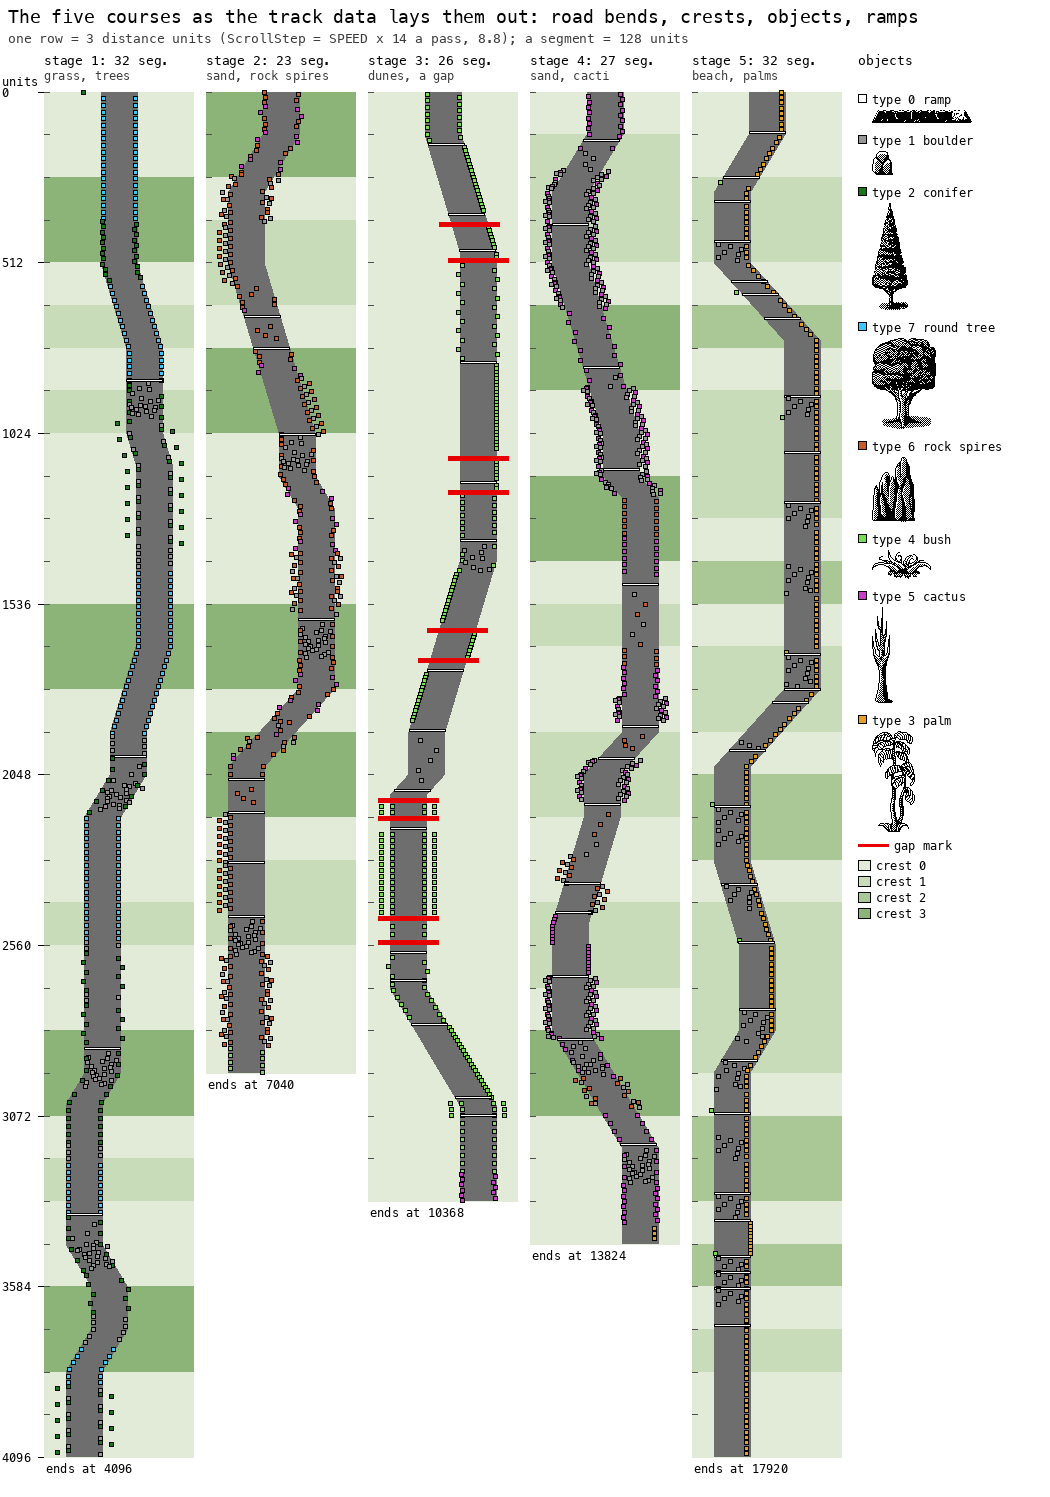 The five courses as the track data lays them out: road bends, crests, objects, ramps
one row = 3 distance units (ScrollStep = SPEED x 14 a pass, 8.8); a segment = 128 units
stage 1: 32 seg.
grass, trees
stage 2: 23 seg.
sand, rock spires
stage 3: 26 seg.
dunes, a gap
stage 4: 27 seg.
sand, cacti
stage 5: 32 seg.
beach, palms
objects
units
0
512
1024
1536
2048
2560
3072
3584
4096
ends at 4096
ends at 7040
ends at 10368
ends at 13824
ends at 17920
type 0 ramp
type 1 boulder
type 2 conifer
type 7 round tree
type 6 rock spires
type 4 bush
type 5 cactus
type 3 palm
gap mark
crest 0
crest 1
crest 2
crest 3